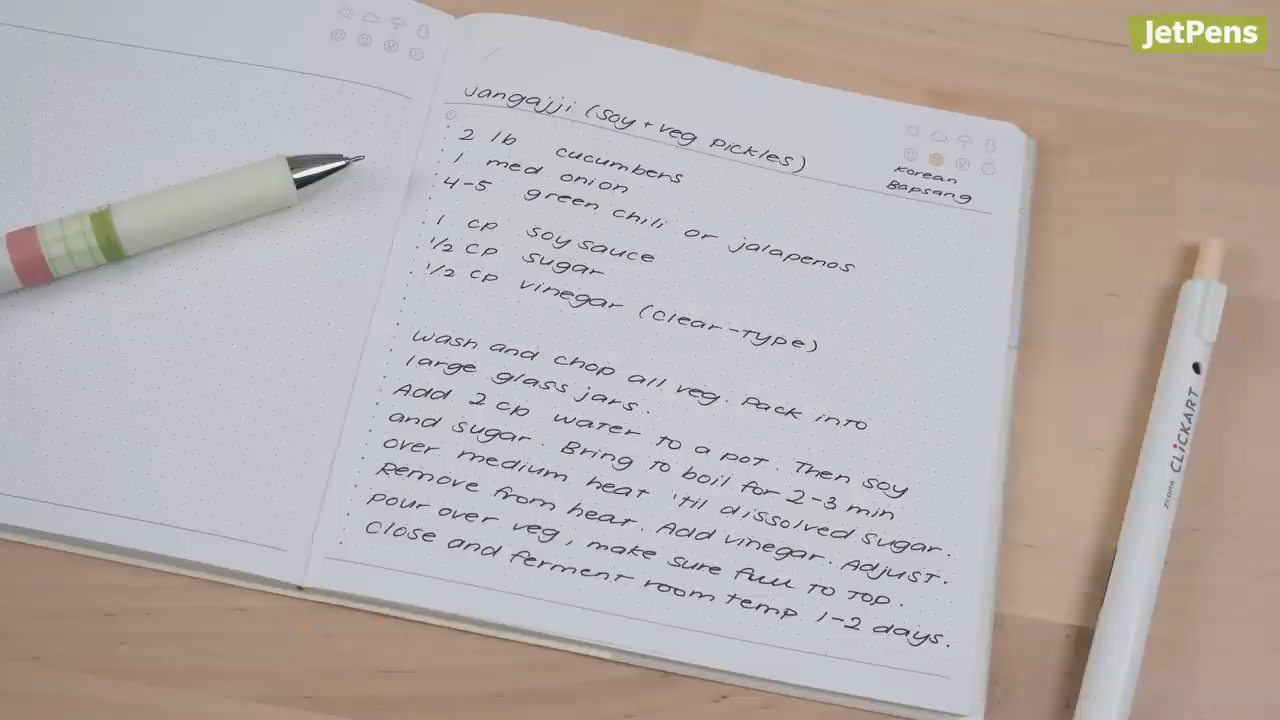 JetPens
Jangajji (soy + veg pickles)
Korean
Bapsang
2 lb cucumbers
1 med onion
4-5 green chili or jalapenos
1 cp soy sauce
1/2 cp sugar
1/2 cp vinegar (clear-type)
wash and chop all veg. Pack into
large glass jars.
Add 2 cp water to a pot. Then soy
and sugar. Bring to boil for 2-3 min
over medium heat 'til dissolved sugar.
Remove from heat. Add vinegar. Adjust.
pour over veg, make sure full to top.
Close and ferment room temp 1-2 days.
ZEBRA CLiCKART